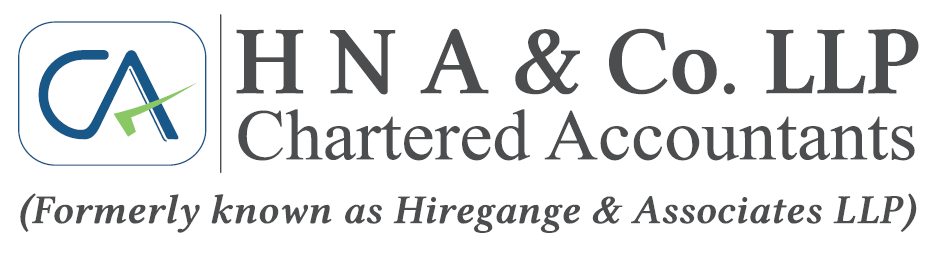 CA
H N A & Co. LLP
Chartered Accountants
(Formerly known as Hiregange & Associates LLP)